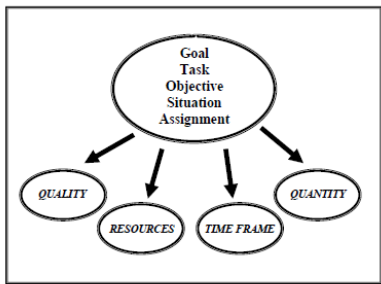 Goal
Task
Objective
Situation
Assignment
QUALITY
QUANTITY
RESOURCES
TIME FRAME